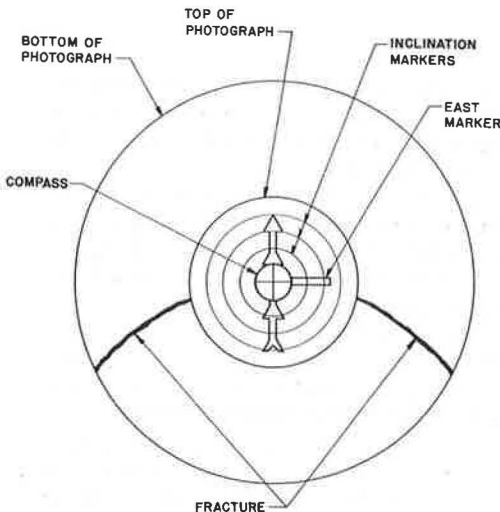 TOP OF
PHOTOGRAPH
BOTTOM OF
PHOTOGRAPH
INCLINATION
MARKERS
EAST
MARKER
COMPASS
FRACTURE